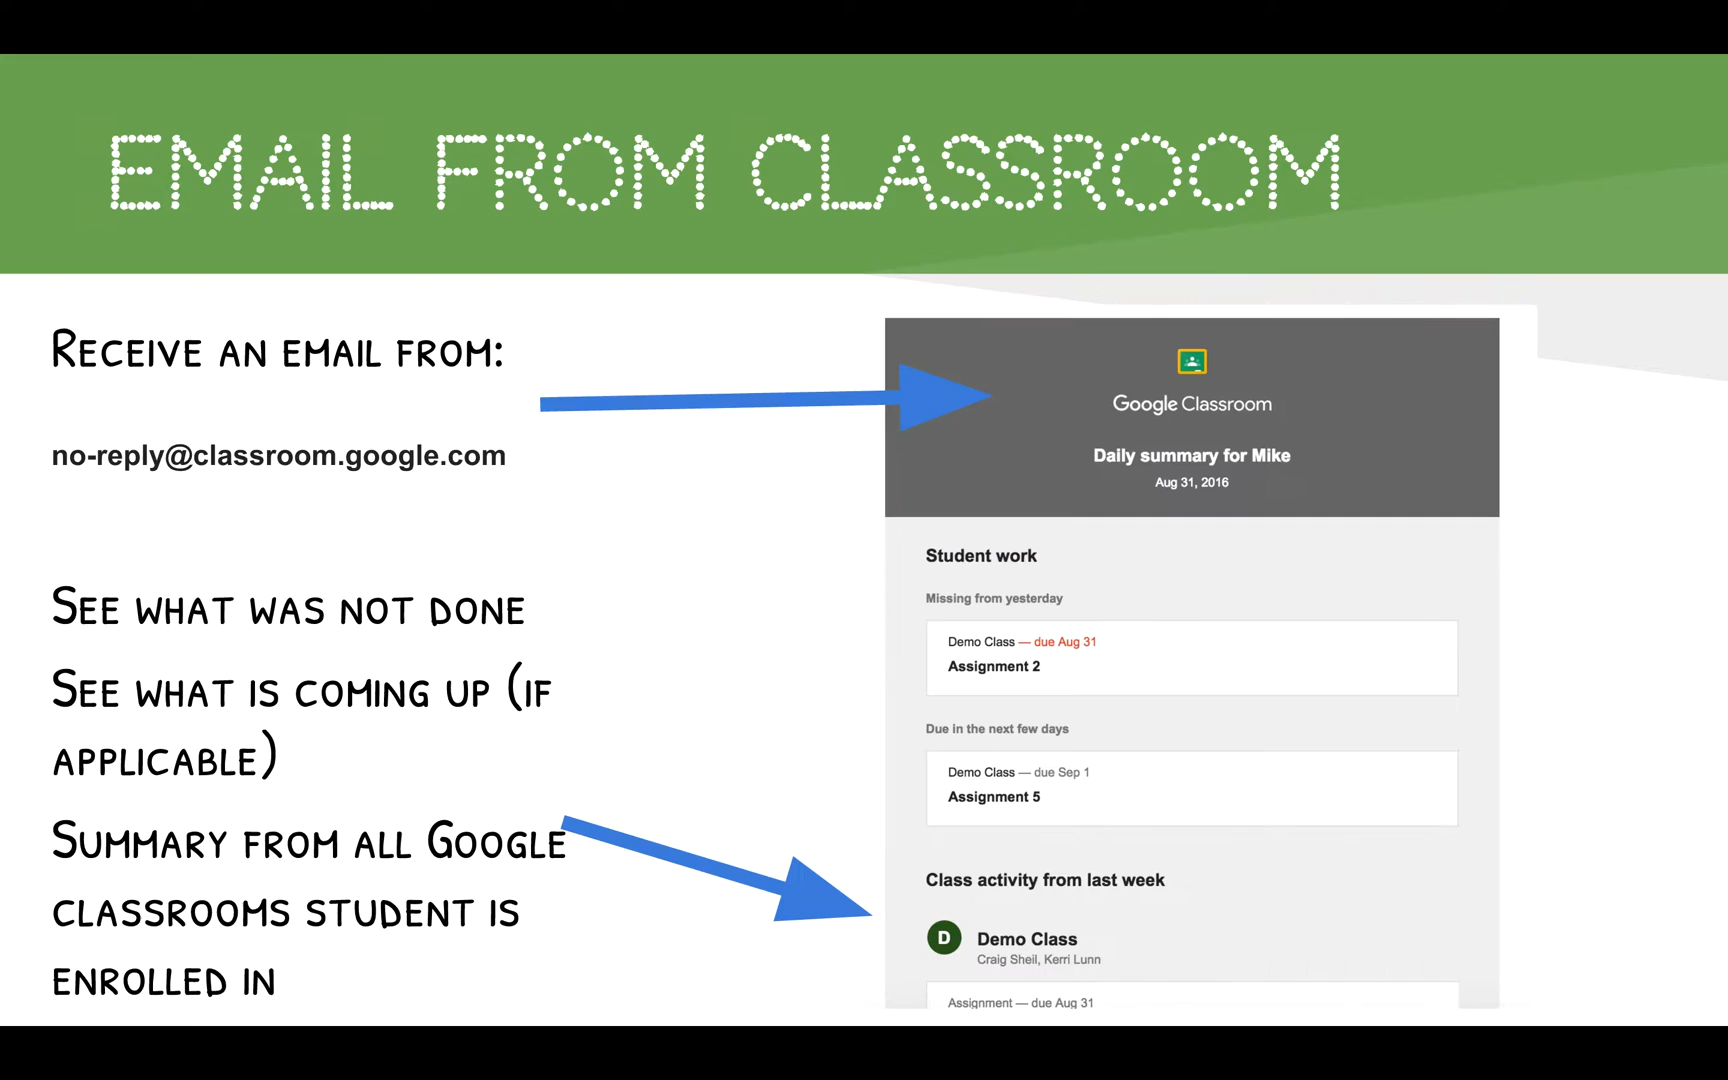 EMAIL FROM CLASSROOM
Receive an email from:
no-reply@classroom.google.com
See what was not done
See what is coming up (if
applicable)
Summary from all Google
classrooms student is
enrolled in
Google Classroom
Daily summary for Mike
Aug 31, 2016
Student work
Missing from yesterday
Demo Class — due Aug 31
Assignment 2
Due in the next few days
Demo Class — due Sep 1
Assignment 5
Class activity from last week
D
Demo Class
Craig Sheil, Kerri Lunn
Assignment — due Aug 31